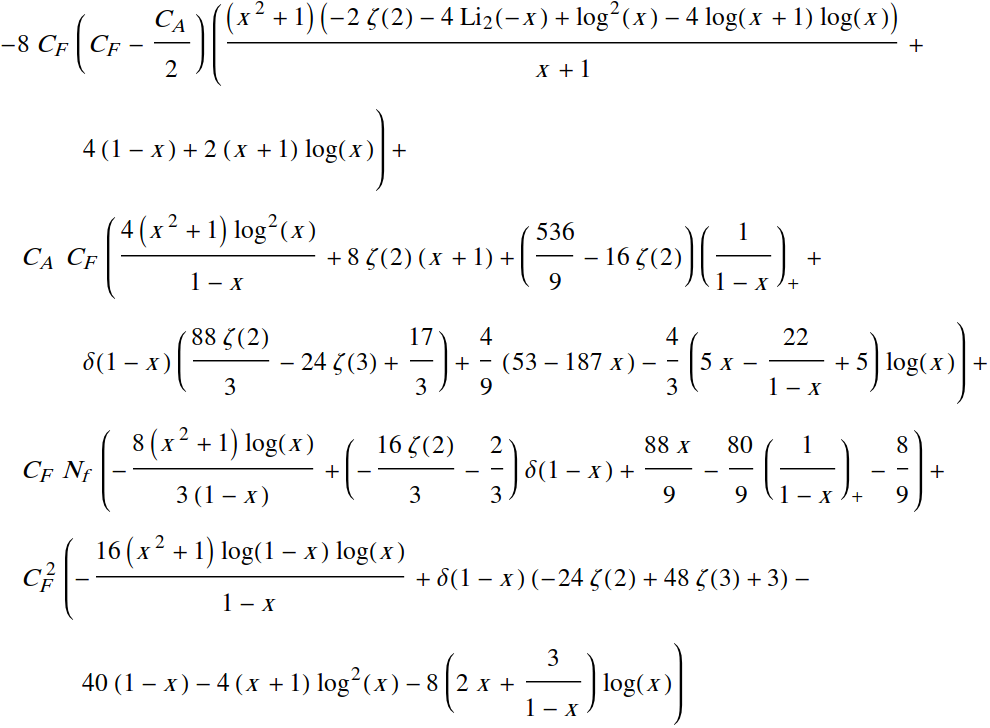 -8 C_F (C_F - C_A/2) ((x^2 + 1) (-2 ζ(2) - 4 Li_2(-x) + log^2(x) - 4 log(x + 1) log(x))/(x + 1) +
4 (1 - x) + 2 (x + 1) log(x)) +
C_A C_F (4 (x^2 + 1) log^2(x)/(1 - x) + 8 ζ(2) (x + 1) + (536/9 - 16 ζ(2)) (1/(1 - x))_+ +
δ(1 - x) (88 ζ(2)/3 - 24 ζ(3) + 17/3) + 4/9 (53 - 187 x) - 4/3 (5 x - 22/(1 - x) + 5) log(x)) +
C_F N_f (-8 (x^2 + 1) log(x)/(3 (1 - x)) + (-16 ζ(2)/3 - 2/3) δ(1 - x) + 88 x/9 - 80/9 (1/(1 - x))_+ - 8/9) +
C_F^2 (-16 (x^2 + 1) log(1 - x) log(x)/(1 - x) + δ(1 - x) (-24 ζ(2) + 48 ζ(3) + 3) -
40 (1 - x) - 4 (x + 1) log^2(x) - 8 (2 x + 3/(1 - x)) log(x))